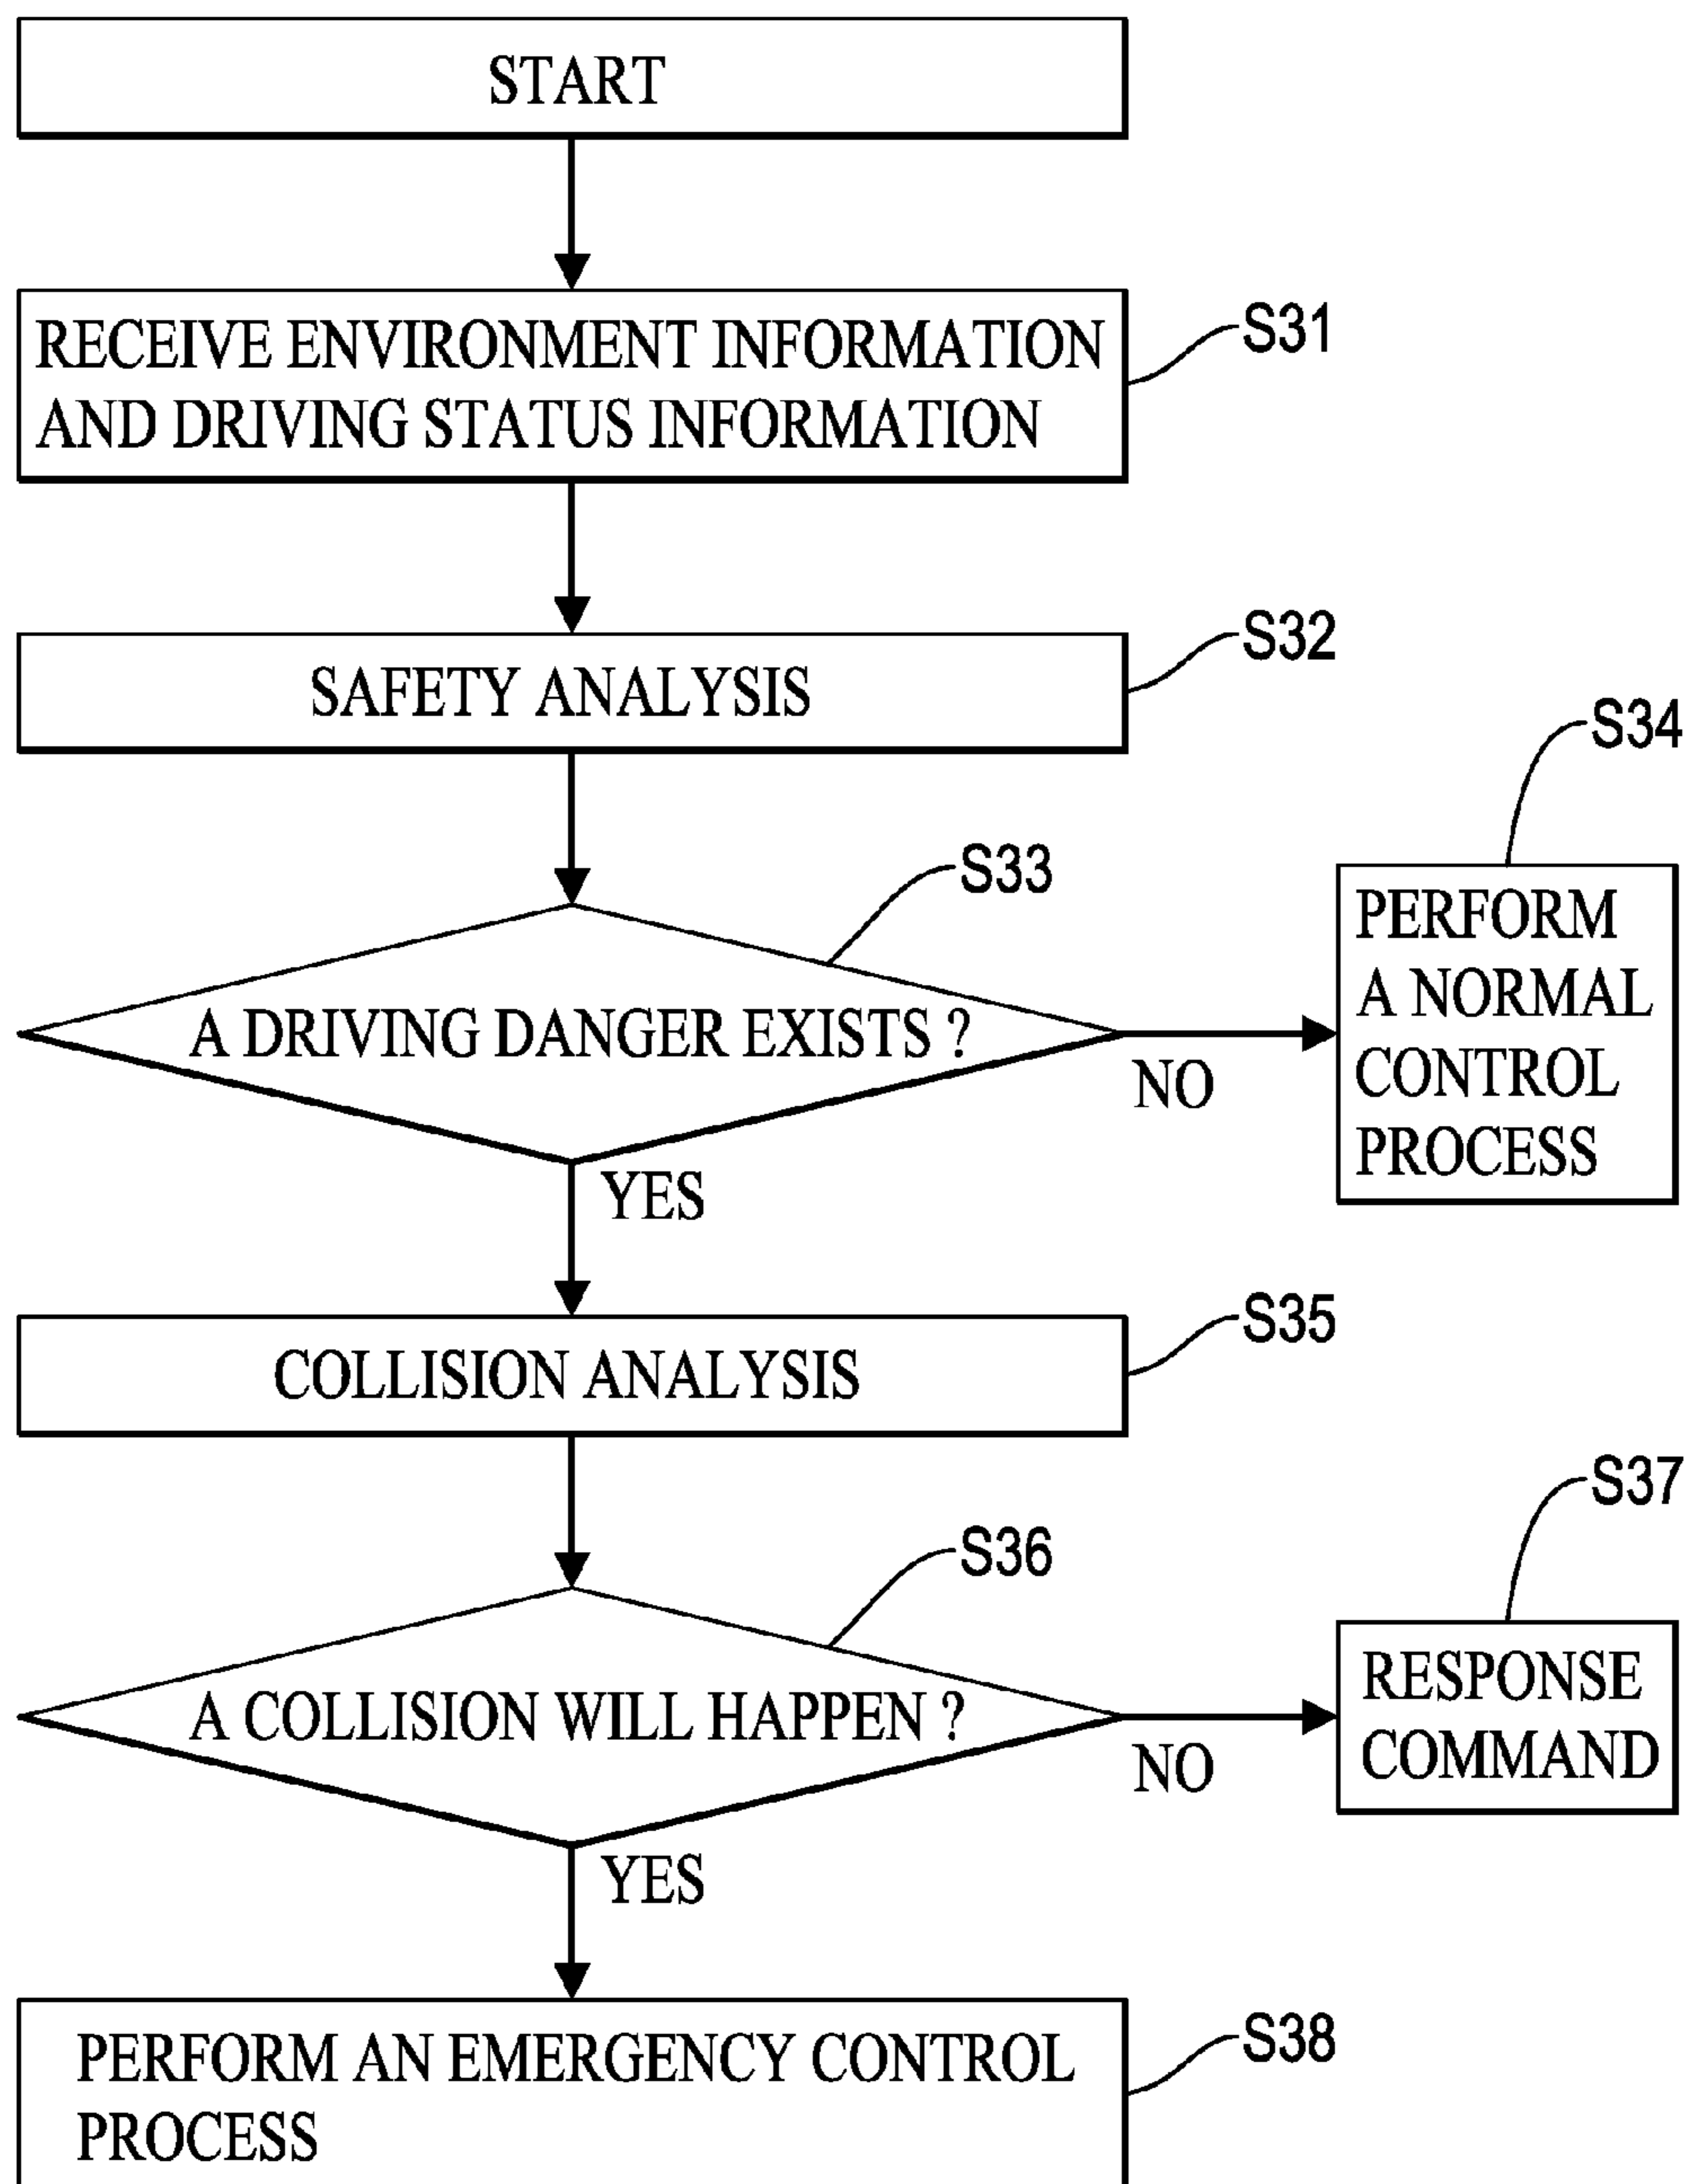 START
RECEIVE ENVIRONMENT INFORMATION
AND DRIVING STATUS INFORMATION
S31
SAFETY ANALYSIS
S32
A DRIVING DANGER EXISTS ?
S33
NO
YES
PERFORM
A NORMAL
CONTROL
PROCESS
S34
COLLISION ANALYSIS
S35
A COLLISION WILL HAPPEN ?
S36
NO
YES
RESPONSE
COMMAND
S37
PERFORM AN EMERGENCY CONTROL
PROCESS
S38